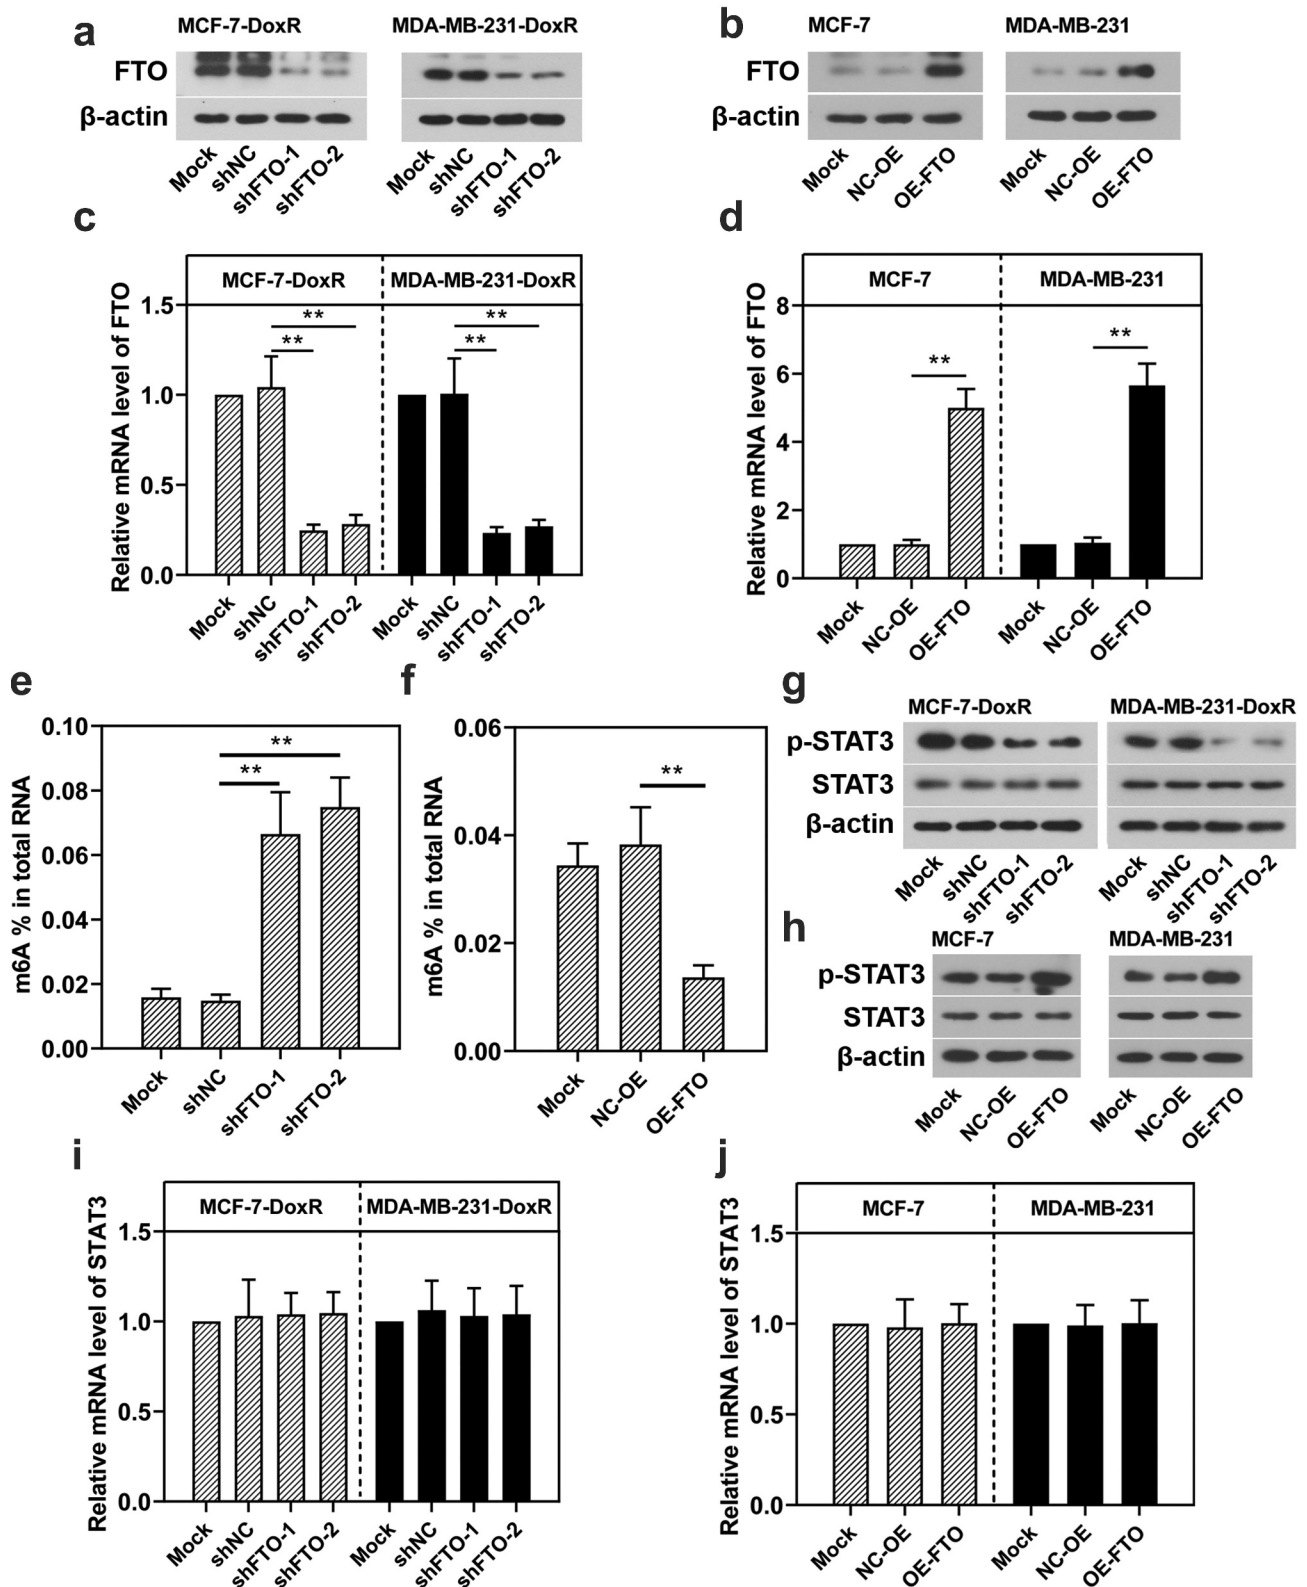 a
MCF-7-DoxR
MDA-MB-231-DoxR
FTO
β-actin
Mock
shNC
shFTO-1
shFTO-2
Mock
shNC
shFTO-1
shFTO-2
b
MCF-7
MDA-MB-231
FTO
β-actin
Mock
NC-OE
OE-FTO
Mock
NC-OE
OE-FTO
c
MCF-7-DoxR
MDA-MB-231-DoxR
Relative mRNA level of FTO
1.5
1.0
0.5
0.0
**
**
**
**
Mock
shNC
shFTO-1
shFTO-2
Mock
shNC
shFTO-1
shFTO-2
d
MCF-7
MDA-MB-231
Relative mRNA level of FTO
8
6
4
2
0
**
**
Mock
NC-OE
OE-FTO
Mock
NC-OE
OE-FTO
e
m6A % in total RNA
0.10
0.08
0.06
0.04
0.02
0.00
**
**
Mock
shNC
shFTO-1
shFTO-2
f
m6A % in total RNA
0.06
0.04
0.02
0.00
**
Mock
NC-OE
OE-FTO
g
MCF-7-DoxR
MDA-MB-231-DoxR
p-STAT3
STAT3
β-actin
Mock
shNC
shFTO-1
shFTO-2
Mock
shNC
shFTO-1
shFTO-2
h
MCF-7
MDA-MB-231
p-STAT3
STAT3
β-actin
Mock
NC-OE
OE-FTO
Mock
NC-OE
OE-FTO
i
MCF-7-DoxR
MDA-MB-231-DoxR
Relative mRNA level of STAT3
1.5
1.0
0.5
0.0
Mock
shNC
shFTO-1
shFTO-2
Mock
shNC
shFTO-1
shFTO-2
j
MCF-7
MDA-MB-231
Relative mRNA level of STAT3
1.5
1.0
0.5
0.0
Mock
NC-OE
OE-FTO
Mock
NC-OE
OE-FTO